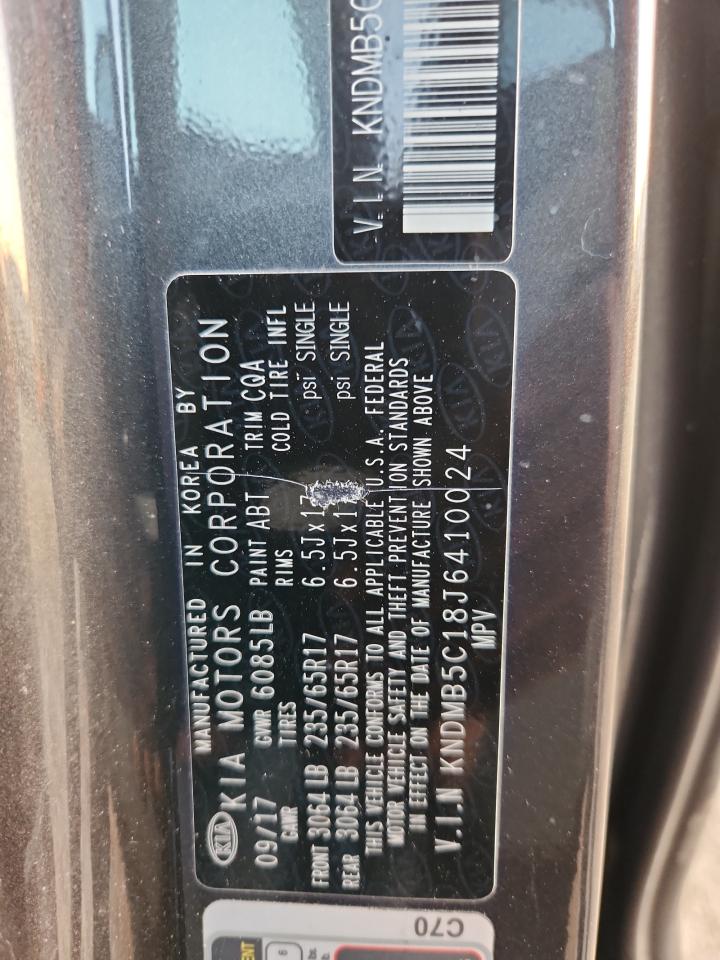 V.I.N KNDMB5C
MANUFACTURED IN KOREA BY
KIA KIA MOTORS CORPORATION
09/17 GVWR 6085LB PAINT ABT TRIM CQA
GAWR TIRES RIMS COLD TIRE INFL
FRONT 3064LB 235/65R17 6.5Jx17 psi SINGLE
REAR 3064LB 235/65R17 6.5Jx1 psi SINGLE
THIS VEHICLE CONFORMS TO ALL APPLICABLE U.S.A. FEDERAL
MOTOR VEHICLE SAFETY AND THEFT PREVENTION STANDARDS
IN EFFECT ON THE DATE OF MANUFACTURE SHOWN ABOVE
V.I.N KNDMB5C18J6410024
MPV
C70